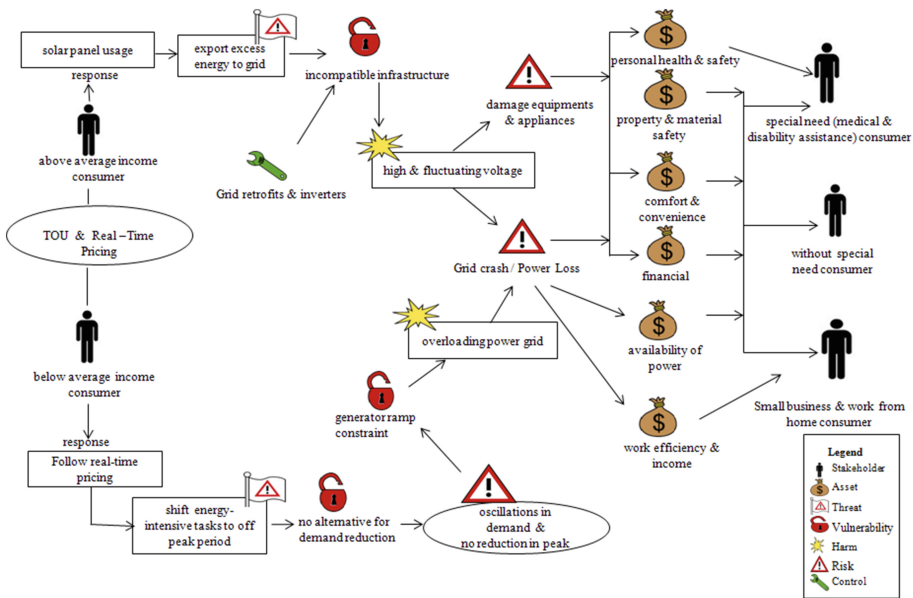 solar panel usage
export excess
energy to grid
incompatible infrastructure
response
above average income
consumer
Grid retrofits & inverters
TOU & Real –Time
Pricing
high & fluctuating voltage
damage equipments
& appliances
Grid crash / Power Loss
personal health & safety
property & material
safety
comfort &
convenience
financial
availability of
power
work efficiency &
income
special need (medical &
disability assistance) consumer
without special
need consumer
Small business & work from
home consumer
below average income
consumer
response
Follow real-time
pricing
shift energy-
intensive tasks to off
peak period
no alternative for
demand reduction
oscillations in
demand &
no reduction in peak
generator ramp
constraint
overloading power grid
Legend
Stakeholder
Asset
Threat
Vulnerability
Harm
Risk
Control